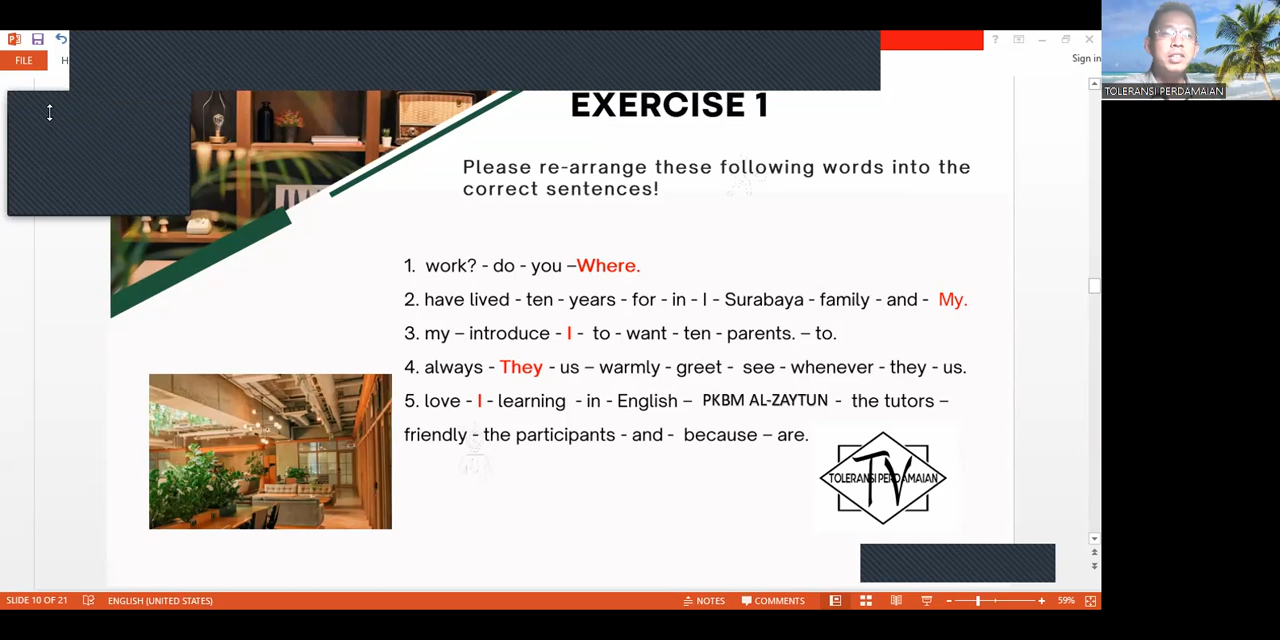 FILE
H
?
Sign in
TOLERANSI PERDAMAIAN
EXERCISE 1
Please re-arrange these following words into the
correct sentences!
1. work? - do - you –Where.
2. have lived - ten - years - for - in - I - Surabaya - family - and - My.
3. my – introduce - I - to - want - ten - parents. – to.
4. always - They - us – warmly - greet - see - whenever - they - us.
5. love - I - learning - in - English – PKBM AL-ZAYTUN - the tutors –
friendly - the participants - and - because – are.
TV
TOLERANSI PERDAMAIAN
SLIDE 10 OF 21 ENGLISH (UNITED STATES) NOTES COMMENTS 59%